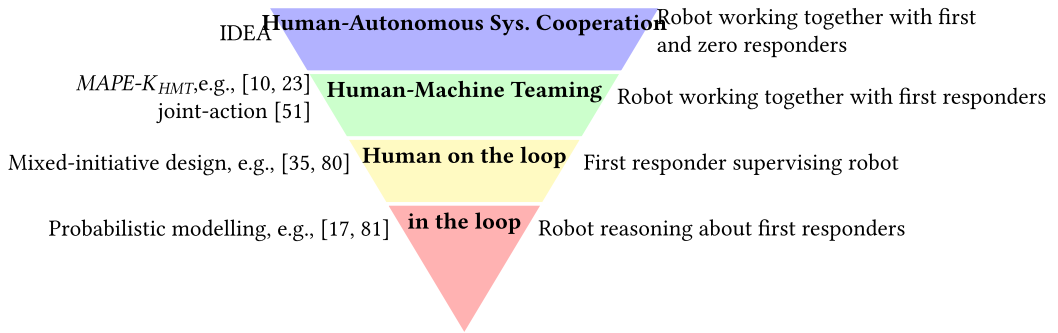 IDEA
Human-Autonomous Sys. Cooperation
Robot working together with first
and zero responders
MAPE-K_HMT,e.g., [10, 23]
joint-action [51]
Human-Machine Teaming
Robot working together with first responders
Mixed-initiative design, e.g., [35, 80]
Human on the loop
First responder supervising robot
Probabilistic modelling, e.g., [17, 81]
in the loop
Robot reasoning about first responders